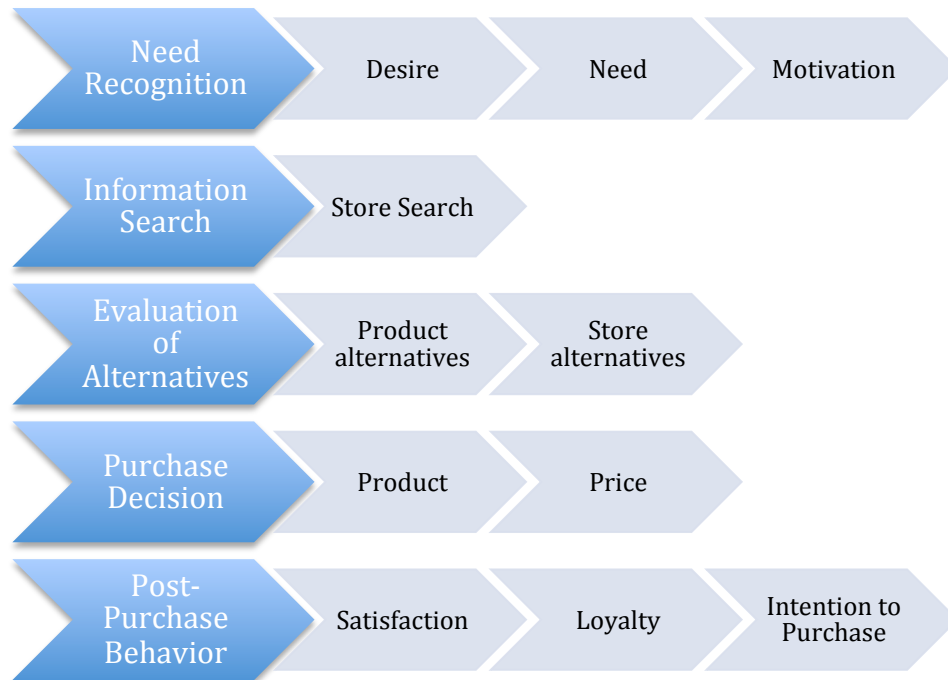 Need
Recognition
Desire
Need
Motivation
Information
Search
Store Search
Evaluation
of
Alternatives
Product
alternatives
Store
alternatives
Purchase
Decision
Product
Price
Post-
Purchase
Behavior
Satisfaction
Loyalty
Intention to
Purchase